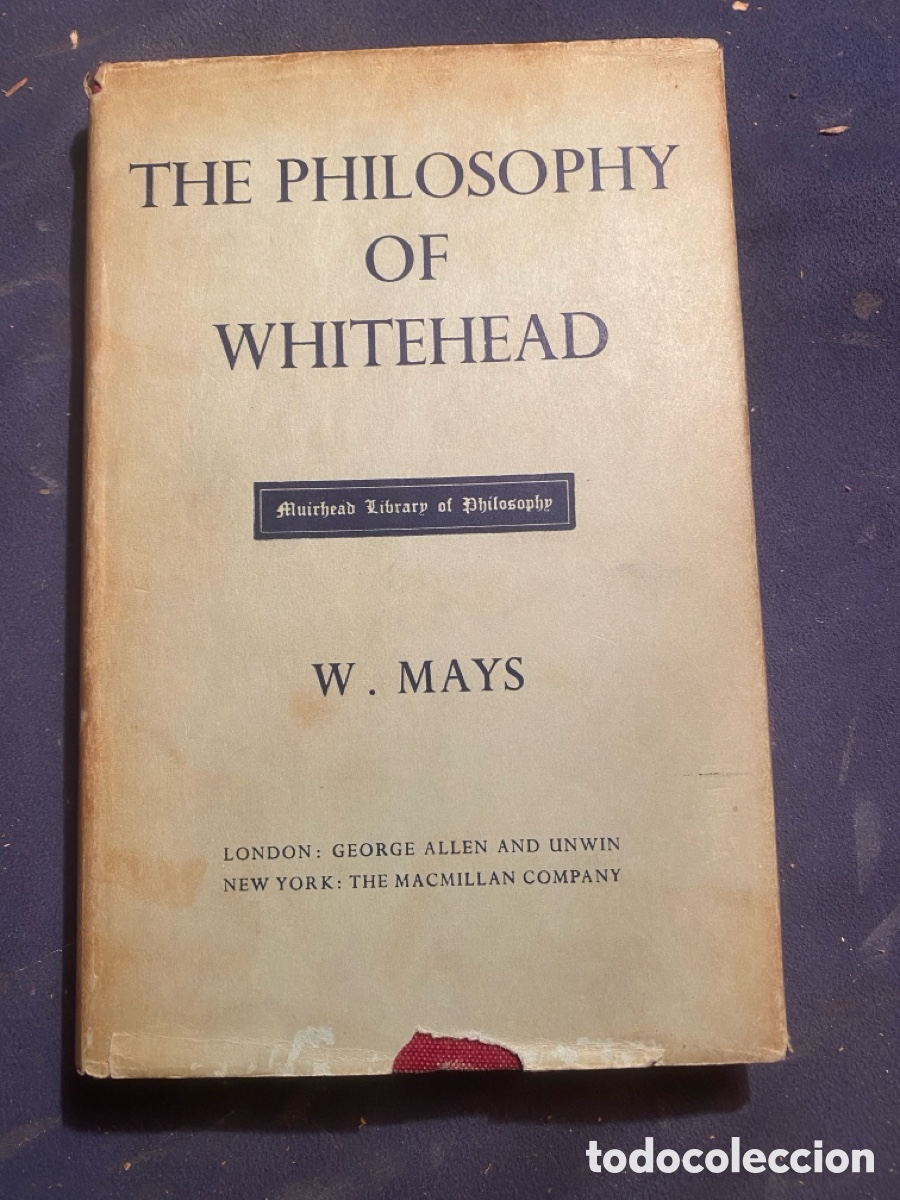 THE PHILOSOPHY
OF
WHITEHEAD
Muirhead Library of Philosophy
W. MAYS
LONDON: GEORGE ALLEN AND UNWIN
NEW YORK: THE MACMILLAN COMPANY
todocoleccion